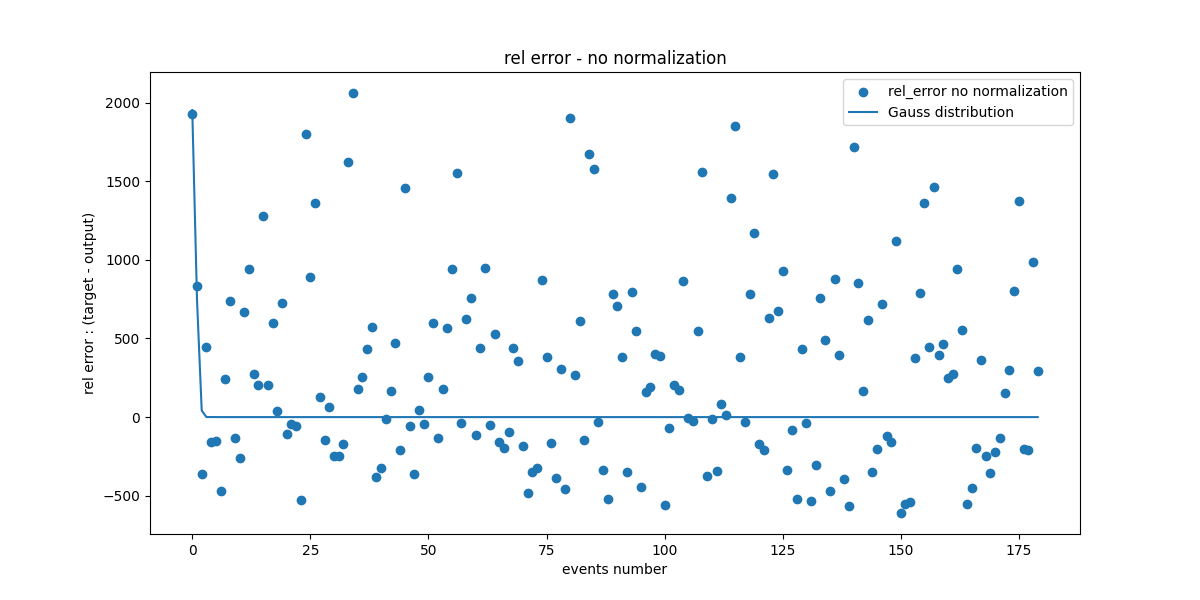 rel error - no normalization
rel_error no normalization
Gauss distribution
rel error : (target - output)
2000
1500
1000
500
0
−500
0 25 50 75 100 125 150 175
events number